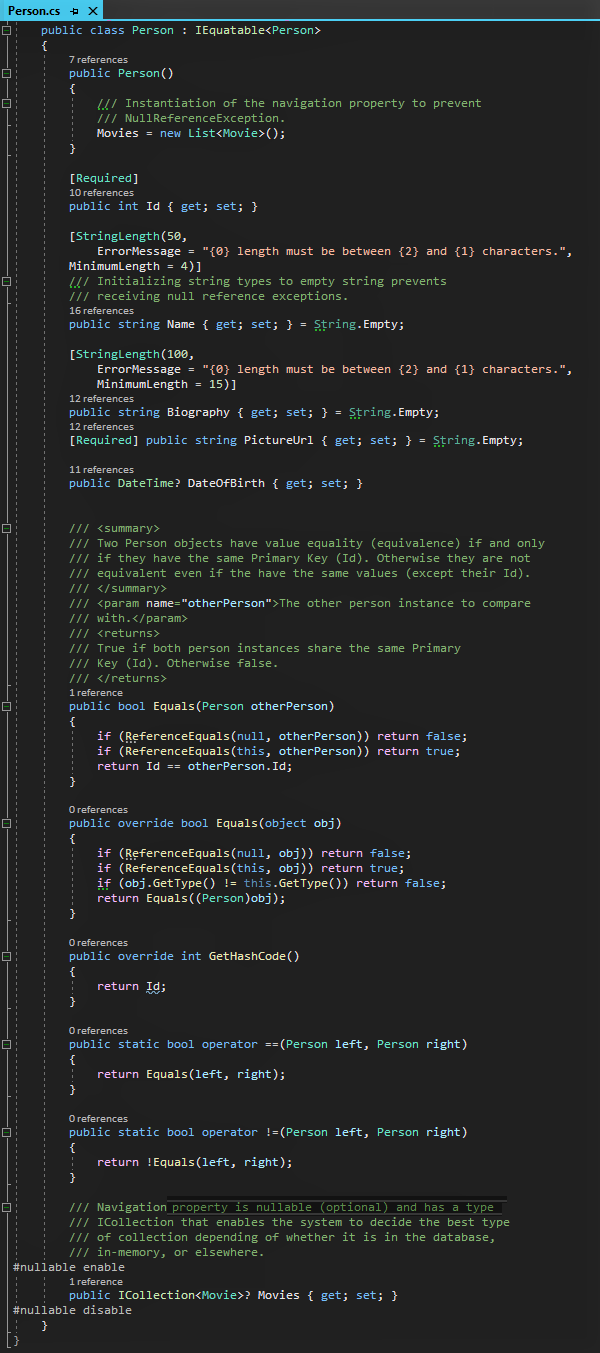 Person.cs
public class Person : IEquatable<Person>
{
7 references
public Person()
{
/// Instantiation of the navigation property to prevent
/// NullReferenceException.
Movies = new List<Movie>();
}
[Required]
10 references
public int Id { get; set; }
[StringLength(50,
ErrorMessage = "{0} length must be between {2} and {1} characters.",
MinimumLength = 4)]
/// Initializing string types to empty string prevents
/// receiving null reference exceptions.
16 references
public string Name { get; set; } = String.Empty;
[StringLength(100,
ErrorMessage = "{0} length must be between {2} and {1} characters.",
MinimumLength = 15)]
12 references
public string Biography { get; set; } = String.Empty;
12 references
[Required] public string PictureUrl { get; set; } = String.Empty;
11 references
public DateTime? DateOfBirth { get; set; }
/// <summary>
/// Two Person objects have value equality (equivalence) if and only
/// if they have the same Primary Key (Id). Otherwise they are not
/// equivalent even if the have the same values (except their Id).
/// </summary>
/// <param name="otherPerson">The other person instance to compare
/// with.</param>
/// <returns>
/// True if both person instances share the same Primary
/// Key (Id). Otherwise false.
/// </returns>
1 reference
public bool Equals(Person otherPerson)
{
if (ReferenceEquals(null, otherPerson)) return false;
if (ReferenceEquals(this, otherPerson)) return true;
return Id == otherPerson.Id;
}
0 references
public override bool Equals(object obj)
{
if (ReferenceEquals(null, obj)) return false;
if (ReferenceEquals(this, obj)) return true;
if (obj.GetType() != this.GetType()) return false;
return Equals((Person)obj);
}
0 references
public override int GetHashCode()
{
return Id;
}
0 references
public static bool operator ==(Person left, Person right)
{
return Equals(left, right);
}
0 references
public static bool operator !=(Person left, Person right)
{
return !Equals(left, right);
}
/// Navigation property is nullable (optional) and has a type
/// ICollection that enables the system to decide the best type
/// of collection depending of whether it is in the database,
/// in-memory, or elsewhere.
#nullable enable
1 reference
public ICollection<Movie>? Movies { get; set; }
#nullable disable
}
}